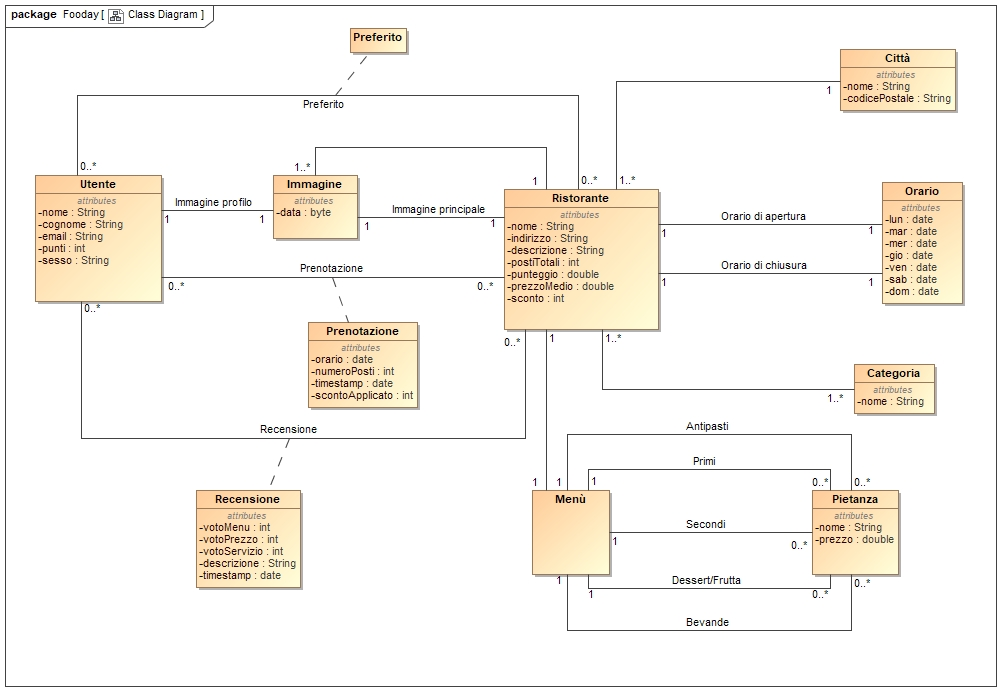 package Fooday [ Class Diagram ]
Preferito
Preferito
Città
attributes
-nome : String
-codicePostale : String
1
1..*
0..*
1..*
1
0..*
Utente
attributes
-nome : String
-cognome : String
-email : String
-punti : int
-sesso : String
Immagine profilo
1
1
Immagine
attributes
-data : byte
Immagine principale
1
1
Ristorante
attributes
-nome : String
-indirizzo : String
-descrizione : String
-postiTotali : int
-punteggio : double
-prezzoMedio : double
-sconto : int
Orario di apertura
1
1
Orario di chiusura
1
1
Orario
attributes
-lun : date
-mar : date
-mer : date
-gio : date
-ven : date
-sab : date
-dom : date
Prenotazione
0..*
0..*
Prenotazione
attributes
-orario : date
-numeroPosti : int
-timestamp : date
-scontoApplicato : int
0..*
0..*
1
1..*
Categoria
attributes
-nome : String
1..*
Recensione
Recensione
attributes
-votoMenu : int
-votoPrezzo : int
-votoServizio : int
-descrizione : String
-timestamp : date
Antipasti
Primi
1
1
1
0..*
0..*
Menù
Secondi
1
0..*
Pietanza
attributes
-nome : String
-prezzo : double
Dessert/Frutta
1
1
0..*
0..*
Bevande